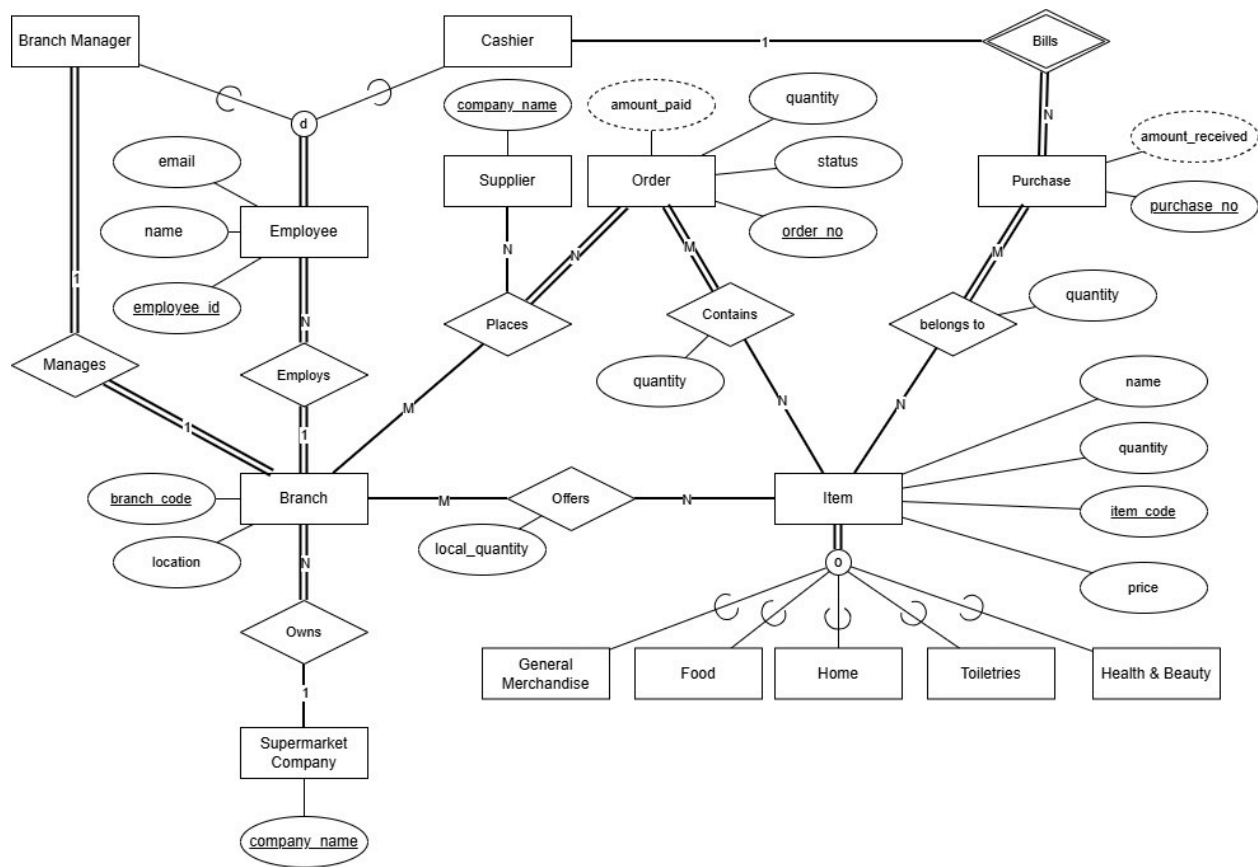 Branch Manager
Cashier
Bills
1
company_name
amount_paid
quantity
N
amount_received
d
email
status
Supplier
Order
Purchase
name
Employee
order_no
purchase_no
employee_id
N
N
M
M
1
N
quantity
Places
Contains
belongs to
Manages
Employs
quantity
M
N
N
name
1
1
quantity
branch_code
Branch
M
Offers
N
Item
item_code
location
local_quantity
N
o
price
Owns
General
Merchandise
Food
Home
Toiletries
Health & Beauty
1
Supermarket
Company
company_name